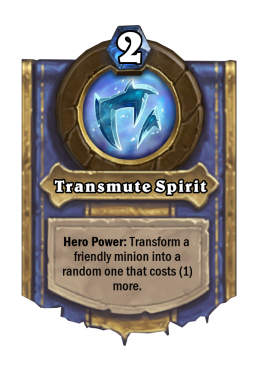 2
Transmute Spirit
Hero Power: Transform a
friendly minion into a
random one that costs (1)
more.